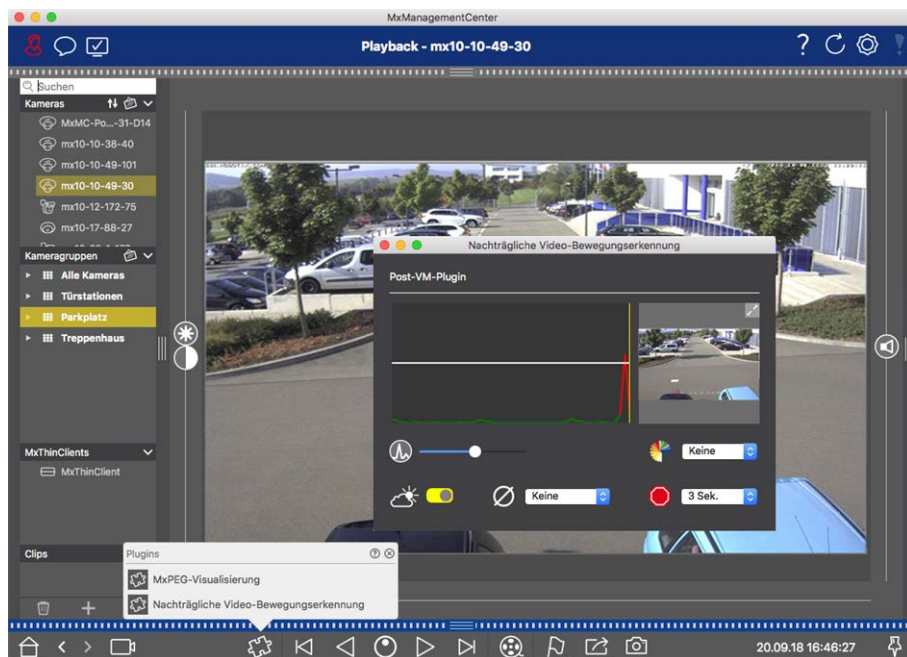 MxManagementCenter
Playback - mx10-10-49-30
Suchen
Kameras
MxMC-Po...-31-D14
mx10-10-38-40
mx10-10-49-101
mx10-10-49-30
mx10-12-172-75
mx10-17-88-27
Kameragruppen
Alle Kameras
Türstationen
Parkplatz
Treppenhaus
MxThinClients
MxThinClient
Clips
Nachträgliche Video-Bewegungserkennung
Post-VM-Plugin
Keine
Keine
3 Sek.
Plugins
MxPEG-Visualisierung
Nachträgliche Video-Bewegungserkennung
20.09.18 16:46:27